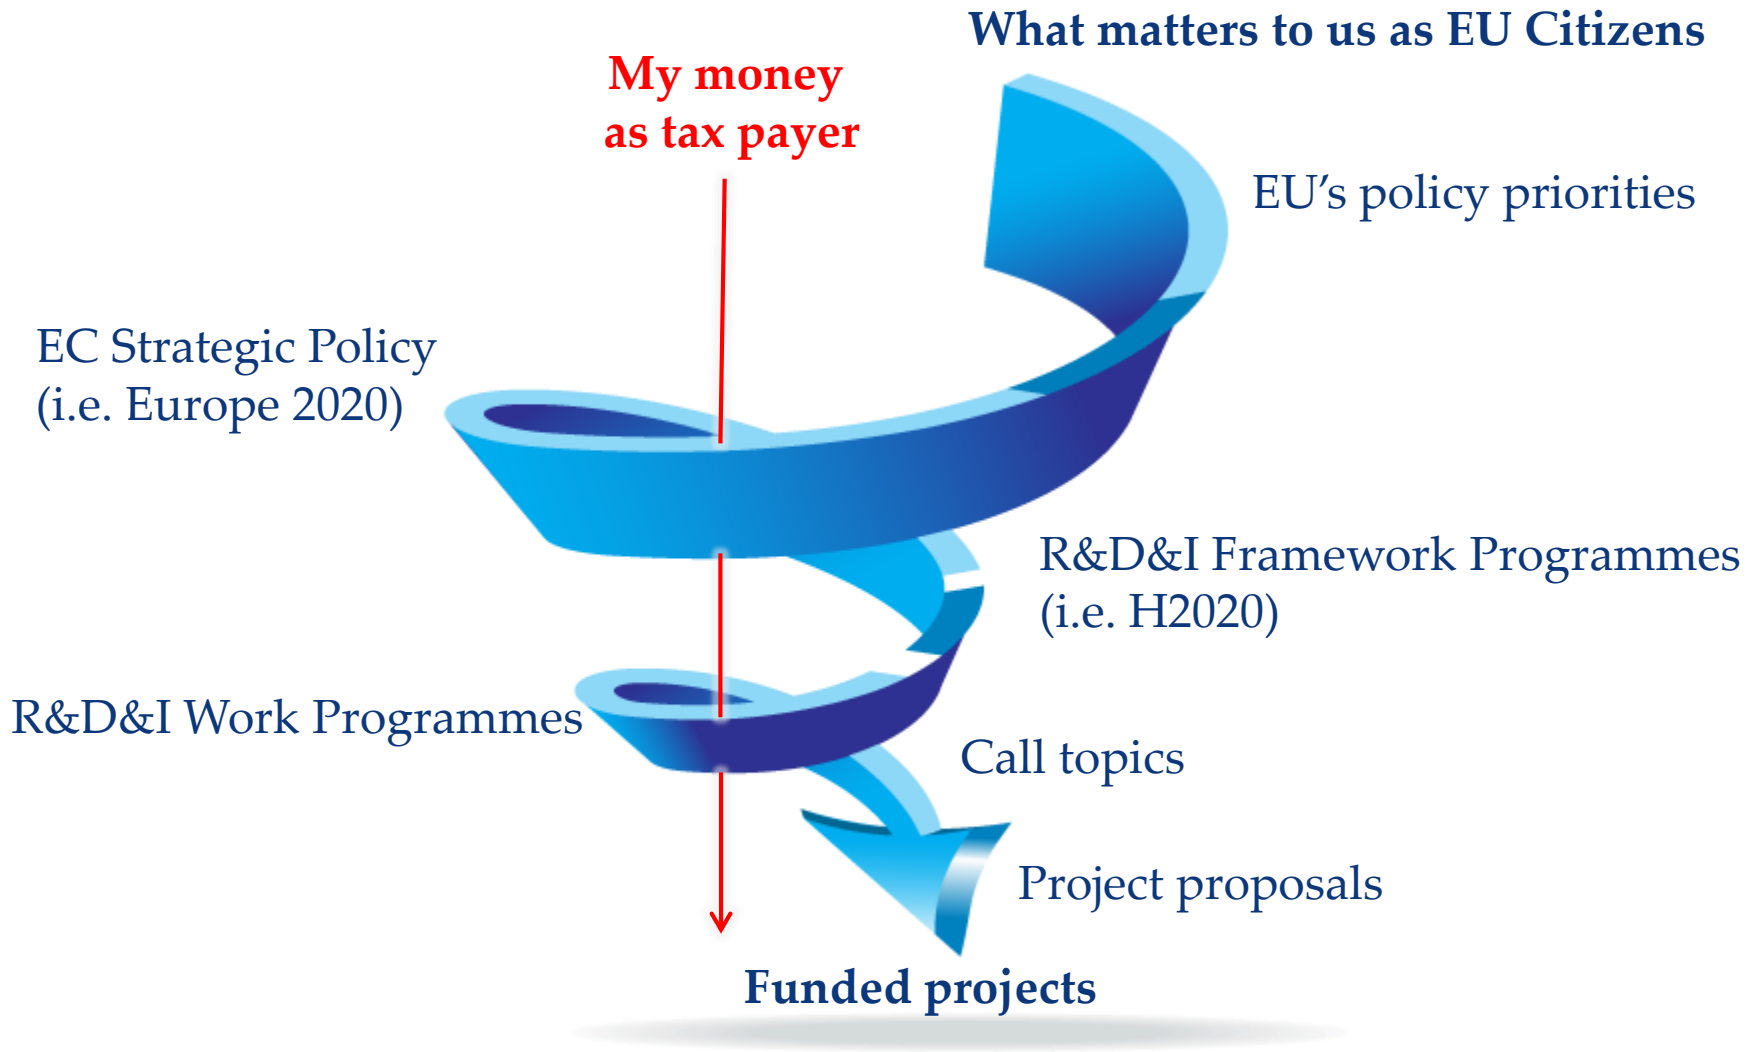 What matters to us as EU Citizens
My money
as tax payer
EU’s policy priorities
EC Strategic Policy
(i.e. Europe 2020)
R&D&I Framework Programmes
(i.e. H2020)
R&D&I Work Programmes
Call topics
Project proposals
Funded projects